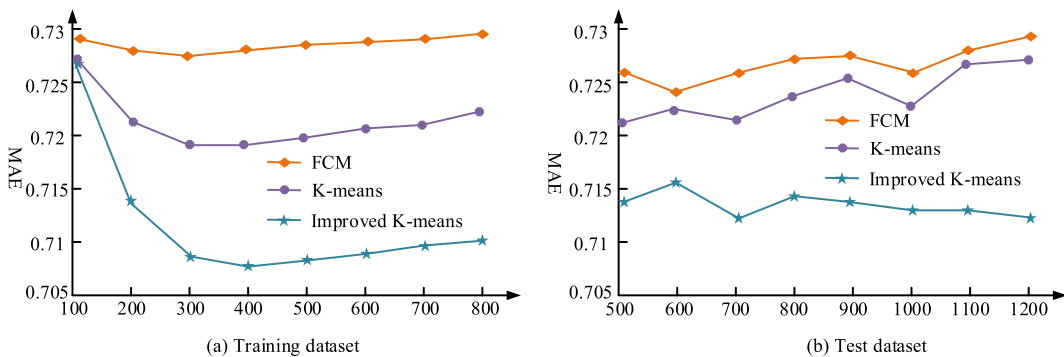 0.73
0.725
0.72
0.715
0.71
0.705
MAE
FCM
K-means
Improved K-means
100 200 300 400 500 600 700 800
(a) Training dataset
0.73
0.725
0.72
0.715
0.71
0.705
MAE
FCM
K-means
Improved K-means
500 600 700 800 900 1000 1100 1200
(b) Test dataset